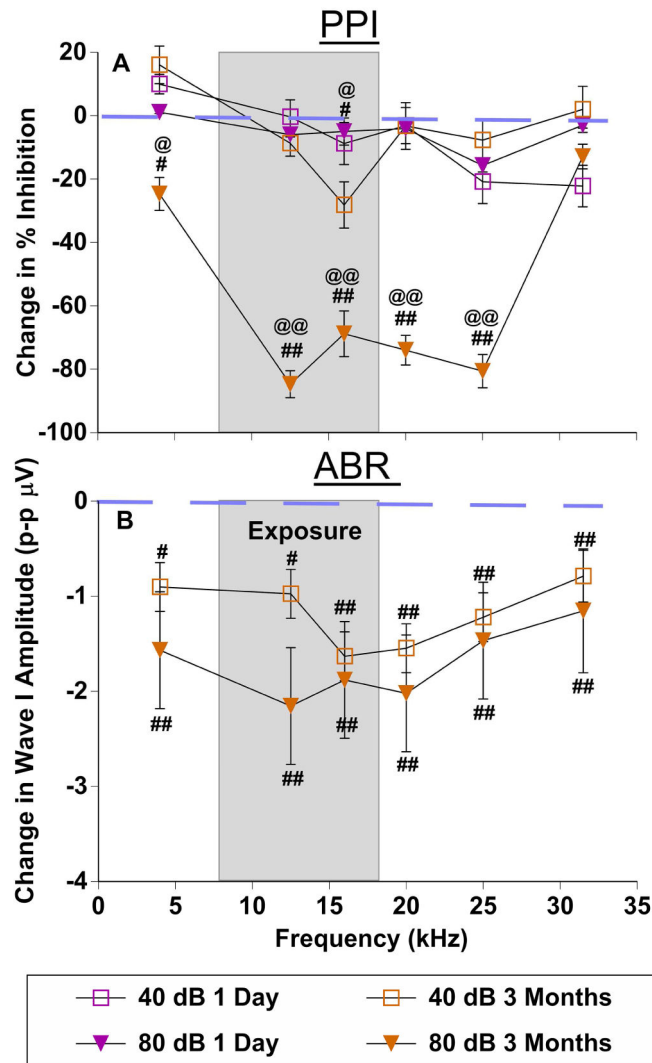 PPI
A
20
0
-20
-40
-60
-80
-100
Change in % Inhibition
@
#
@
#
@@
##
@@
##
@@
##
@@
##
ABR
B
Exposure
0
-1
-2
-3
-4
Change in Wave I Amplitude (p-p μV)
# # ## ## ## ##
## ## ## ## ## ##
0 5 10 15 20 25 30 35
Frequency (kHz)
40 dB 1 Day 40 dB 3 Months
80 dB 1 Day 80 dB 3 Months